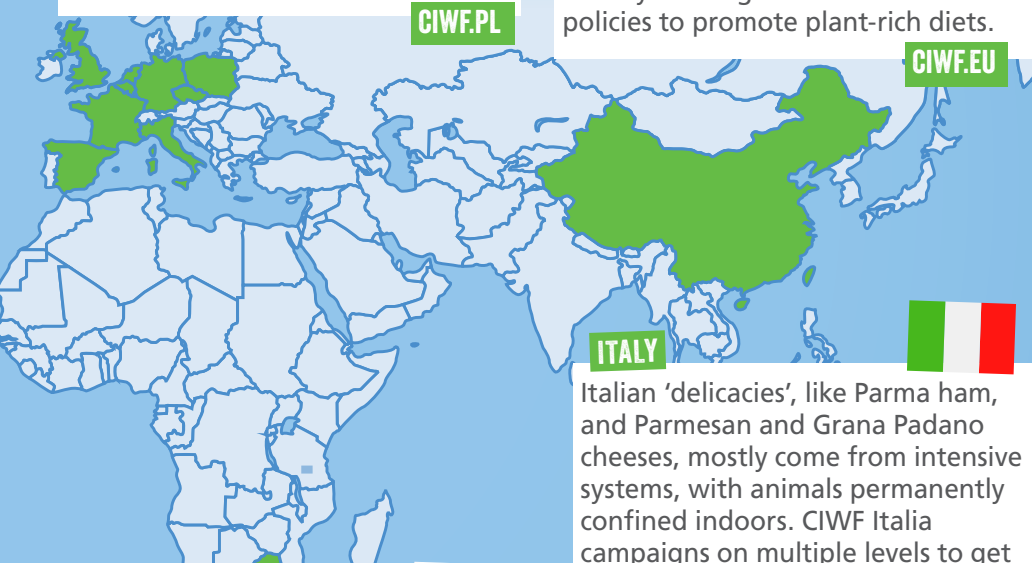 CIWF.PL
policies to promote plant-rich diets.
CIWF.EU
ITALY
Italian ‘delicacies’, like Parma ham,
and Parmesan and Grana Padano
cheeses, mostly come from intensive
systems, with animals permanently
confined indoors. CIWF Italia
campaigns on multiple levels to get